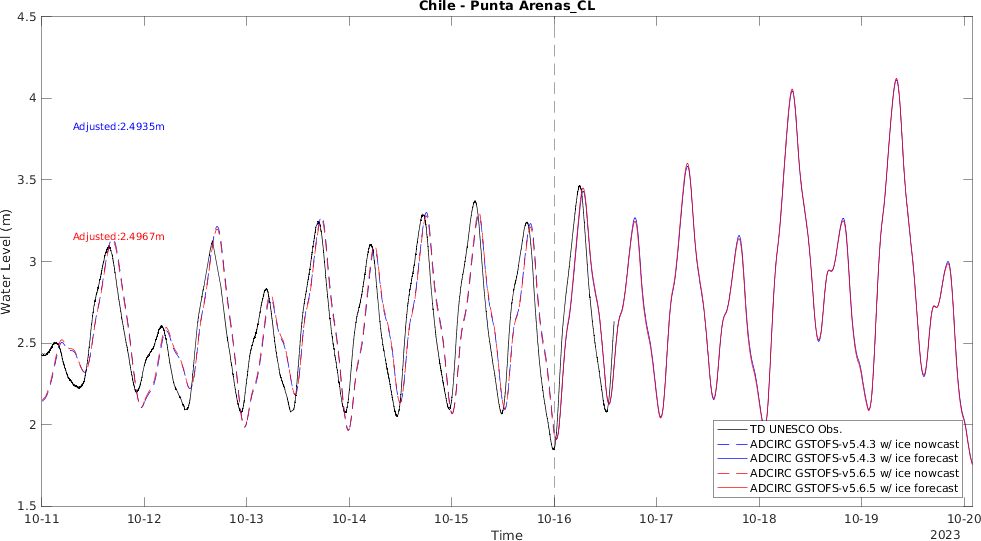 Chile - Punta Arenas_CL
4.5
4
3.5
3
2.5
2
1.5
Water Level (m)
Adjusted:2.4935m
Adjusted:2.4967m
TD UNESCO Obs.
ADCIRC GSTOFS-v5.4.3 w/ ice nowcast
ADCIRC GSTOFS-v5.4.3 w/ ice forecast
ADCIRC GSTOFS-v5.6.5 w/ ice nowcast
ADCIRC GSTOFS-v5.6.5 w/ ice forecast
10-11 10-12 10-13 10-14 10-15 10-16 10-17 10-18 10-19 10-20
Time
2023